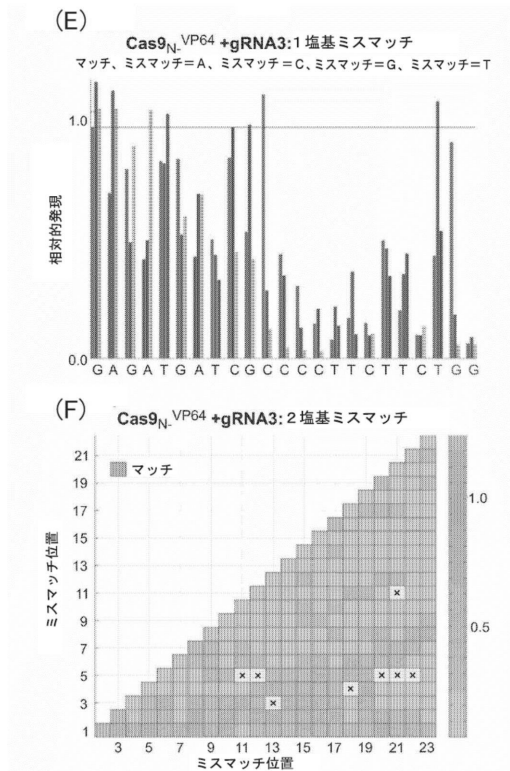 (E)
Cas9N-VP64 +gRNA3:1塩基ミスマッチ
マッチ、ミスマッチ=A、ミスマッチ=C、ミスマッチ=G、ミスマッチ=T
1.0
相対的発現
0.0
G A G A T G A T C G C C C C T T C T T C T G G
(F)
Cas9N-VP64 +gRNA3:2塩基ミスマッチ
マッチ
ミスマッチ位置
21
19
17
15
13
11
9
7
5
3
1
1.0
0.5
3 5 7 9 11 13 15 17 19 21 23
ミスマッチ位置